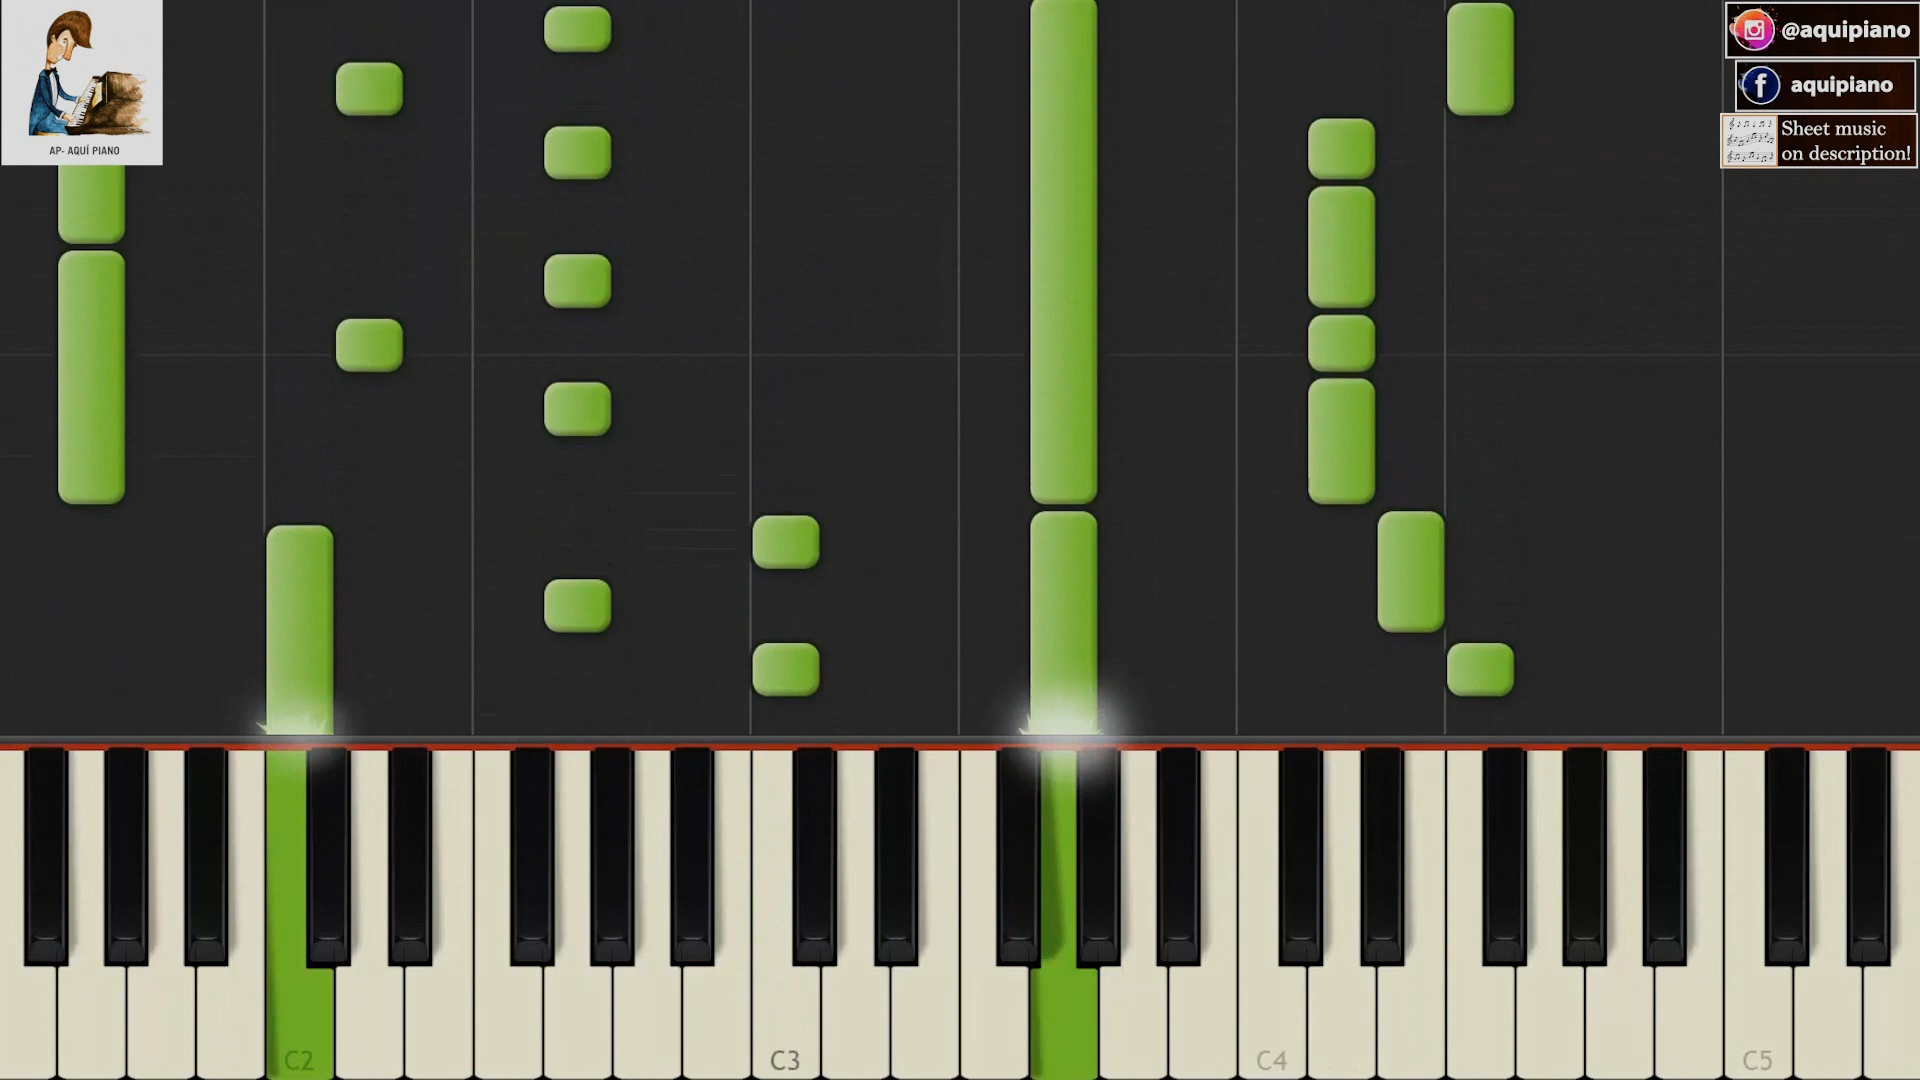 AP- AQUÍ PIANO
@aquipiano
aquipiano
Sheet music
on description!
C2
C3
C4
C5